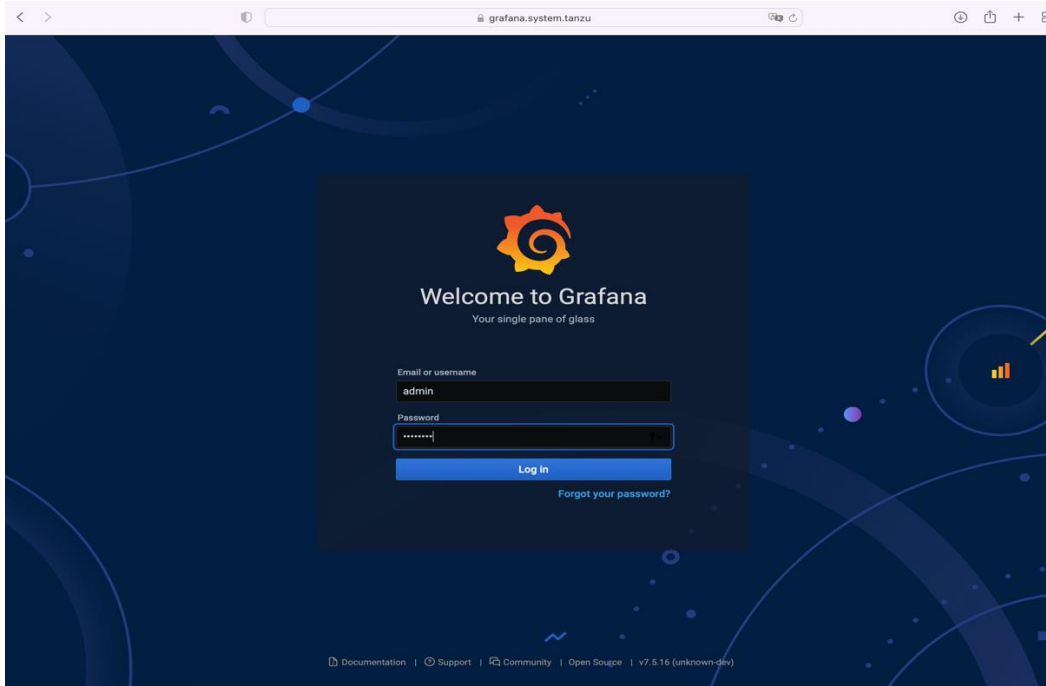 grafana.system.tanzu
Welcome to Grafana
Your single pane of glass
Email or username
admin
Password
••••••••
Log in
Forgot your password?
Documentation | Support | Community | Open Source | v7.5.16 (unknown-dev)